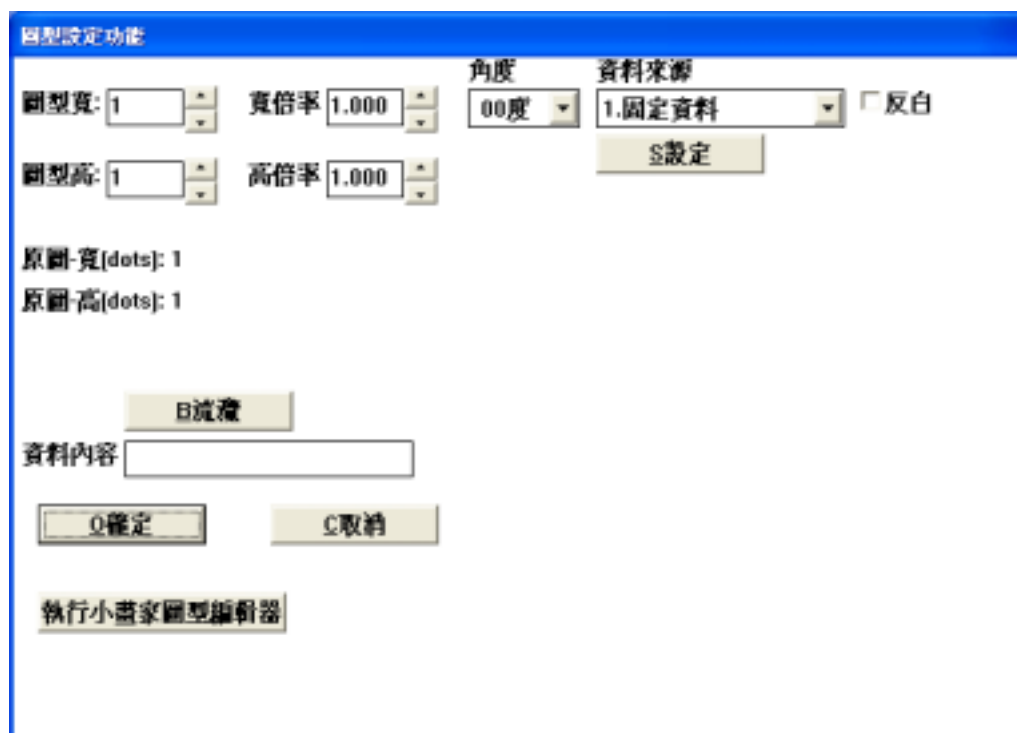 圖型設定功能
角度 資料來源
圖型寬: 1 寬倍率 1.000 00度 1.固定資料 反白
S設定
圖型高: 1 高倍率 1.000
原圖-寬[dots]: 1
原圖-高[dots]: 1
B流灠
資料內容
O確定 C取消
執行小畫家圖型編輯器